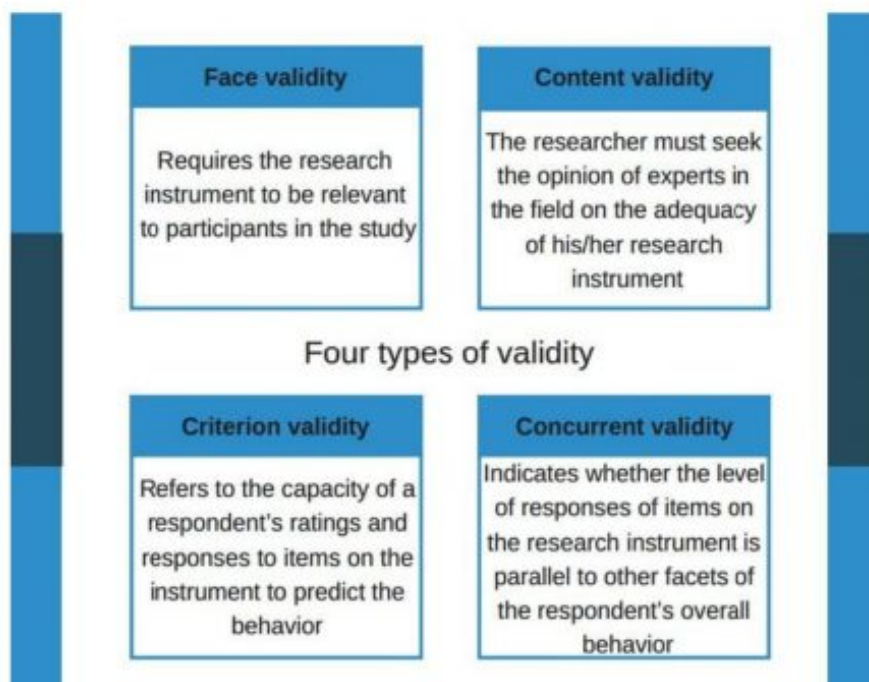 Face validity
Requires the research
instrument to be relevant
to participants in the study
Content validity
The researcher must seek
the opinion of experts in
the field on the adequacy
of his/her research
instrument
Four types of validity
Criterion validity
Refers to the capacity of a
respondent's ratings and
responses to items on the
instrument to predict the
behavior
Concurrent validity
Indicates whether the level
of responses of items on
the research instrument is
parallel to other facets of
the respondent's overall
behavior